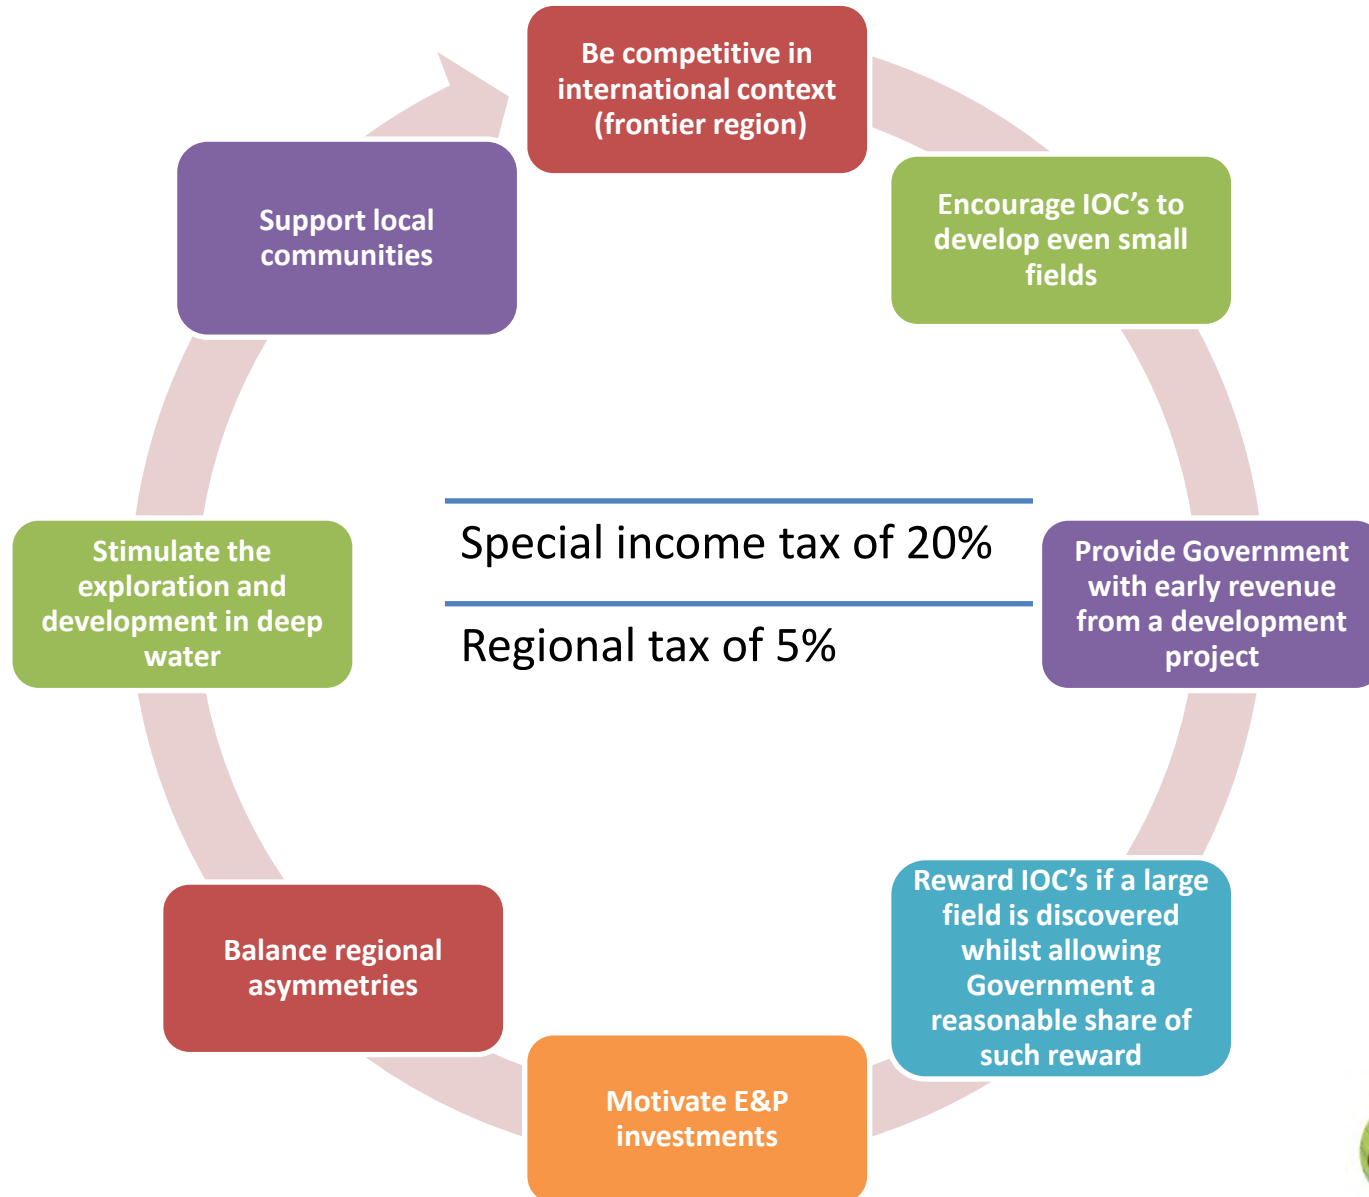 Be competitive in
international context
(frontier region)
Encourage IOC's to
develop even small
fields
Provide Government
with early revenue
from a development
project
Reward IOC's if a large
field is discovered
whilst allowing
Government a
reasonable share of
such reward
Motivate E&P
investments
Balance regional
asymmetries
Stimulate the
exploration and
development in deep
water
Support local
communities
Special income tax of 20%
Regional tax of 5%